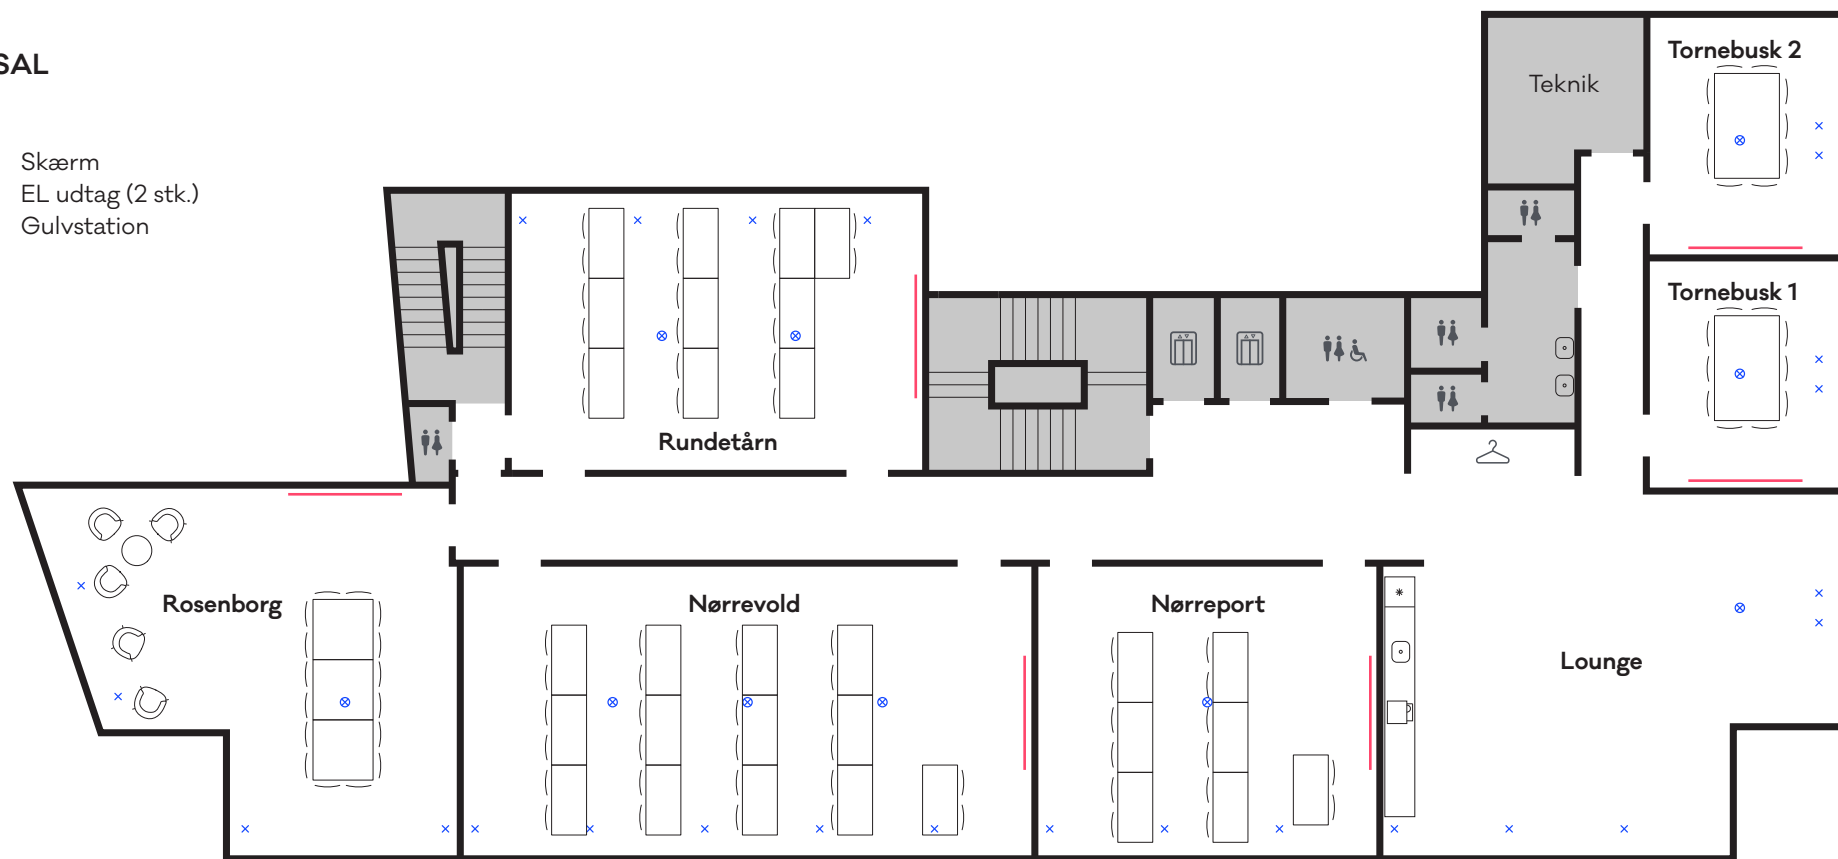 SAL
Skærm
EL udtag (2 stk.)
Gulvstation
Tornebusk 2
Teknik
Tornebusk 1
Rundetårn
Rosenborg
Nørrevold
Nørreport
Lounge